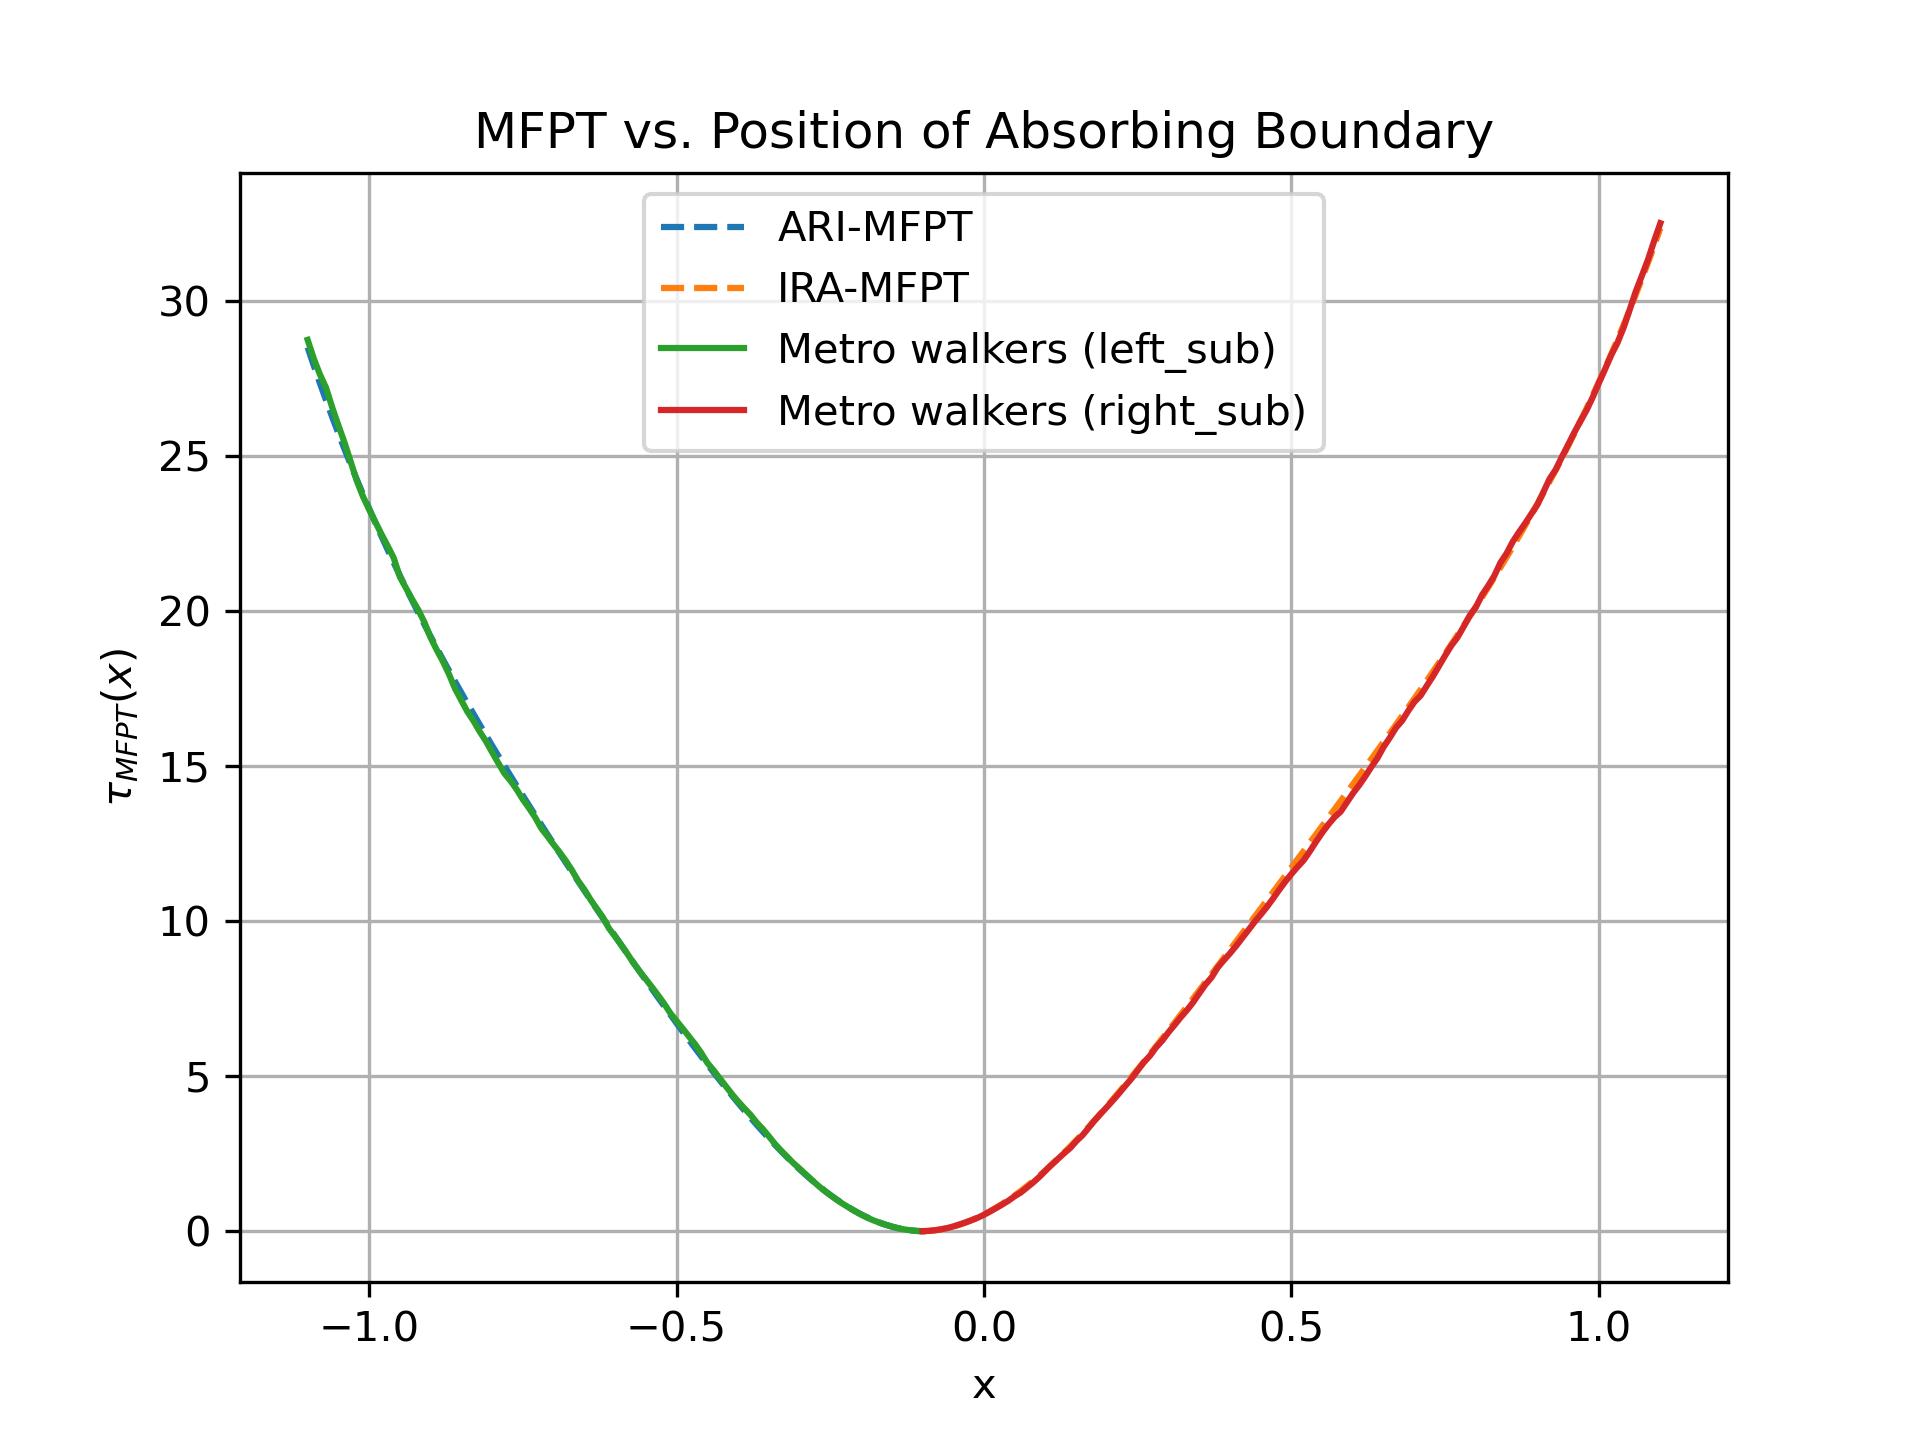 MFPT vs. Position of Absorbing Boundary
ARI-MFPT
IRA-MFPT
Metro walkers (left_sub)
Metro walkers (right_sub)
30
25
20
15
10
5
0
τ_MFPT(x)
−1.0 −0.5 0.0 0.5 1.0
x